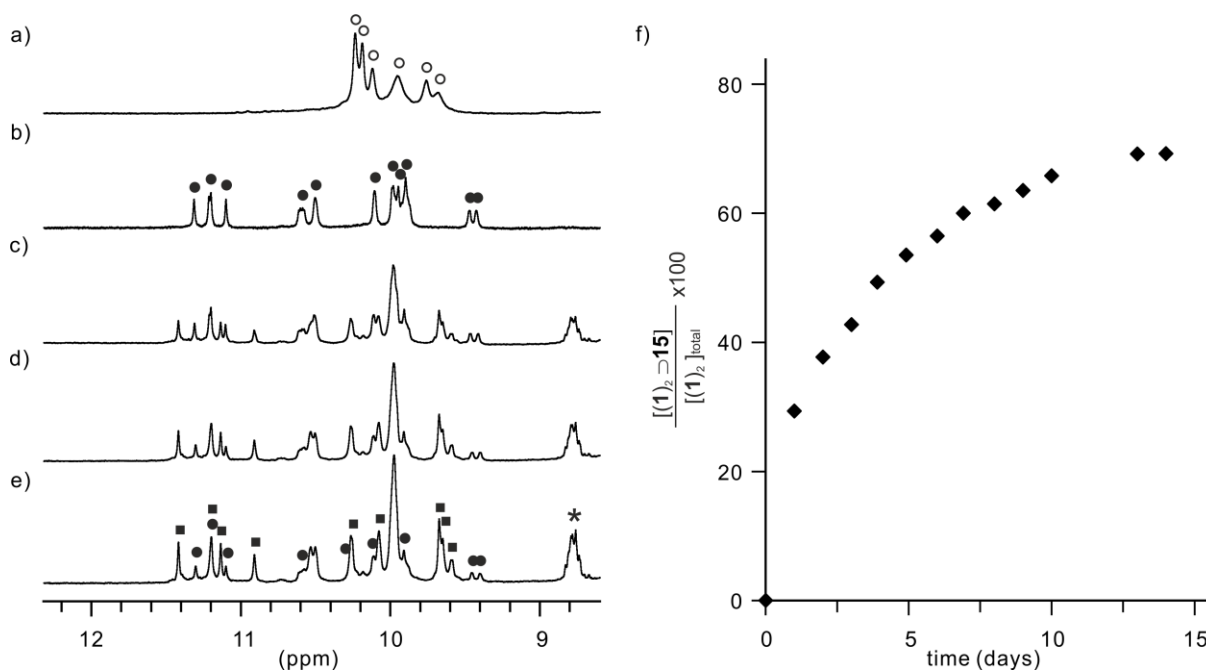 a)
b)
c)
d)
e)
*
12
11
10
9
(ppm)
f)
80
60
40
20
0
[(1)₂⊃15]
[(1)₂]total
x100
0
5
10
15
time (days)